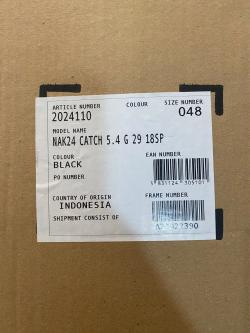 ARTICLE NUMBER COLOUR SIZE NUMBER
2024110 048
MODEL NAME
NAK24 CATCH 5.4 G 29 18SP
COLOUR EAN NUMBER
BLACK
PO NUMBER
5831124305101
COUNTRY OF ORIGIN FRAME NUMBER
INDONESIA
SHIPMENT CONSIST OF